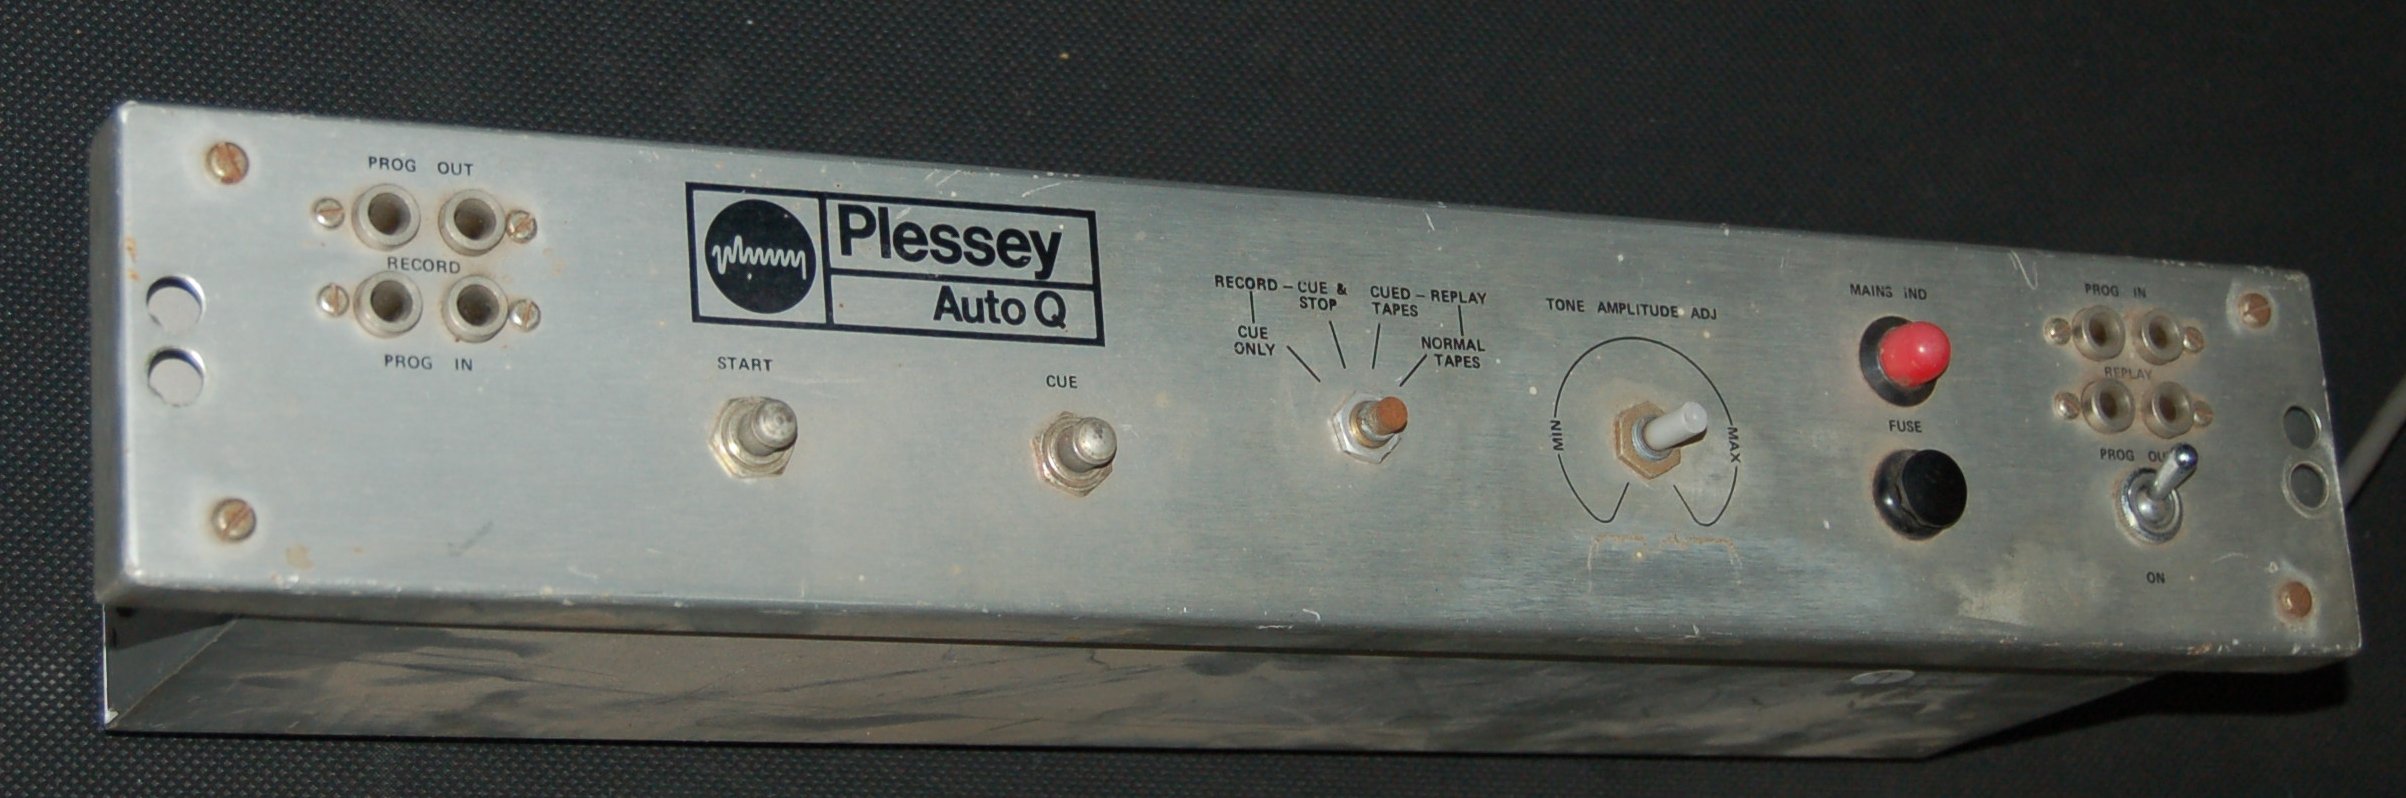 PROG OUT
RECORD
PROG IN
Plessey
Auto Q
START
CUE
RECORD – CUE &
STOP
CUE
ONLY
CUED – REPLAY
TAPES
NORMAL
TAPES
TONE AMPLITUDE ADJ
MIN
MAX
MAINS IND
FUSE
PROG IN
REPLAY
PROG
ON